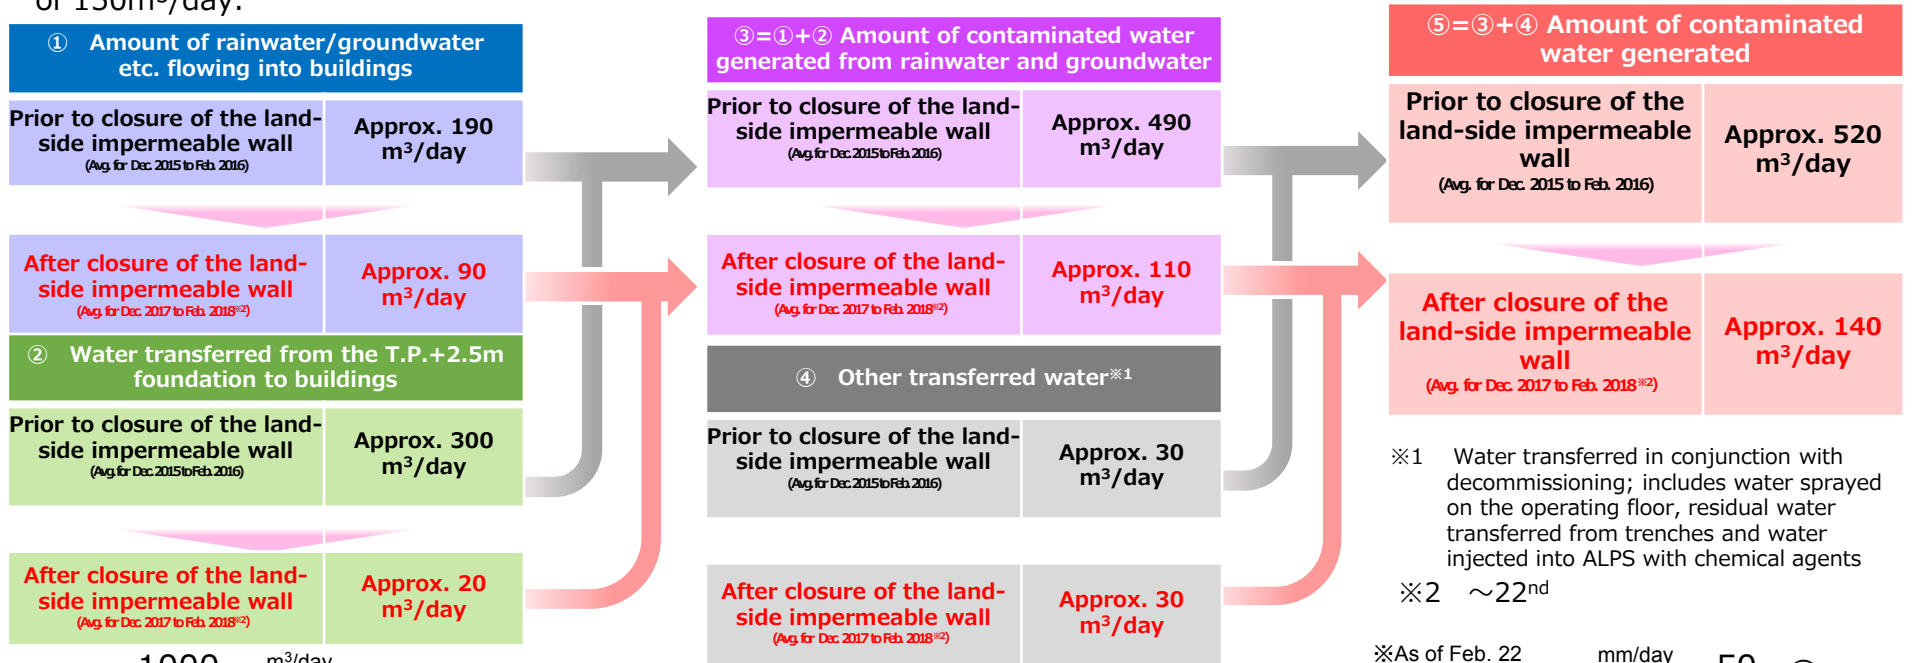 of 150m³/day.
① Amount of rainwater/groundwater
etc. flowing into buildings
Prior to closure of the land-
side impermeable wall
(Avg. for Dec. 2015 to Feb. 2016)
Approx. 190
m³/day
After closure of the land-
side impermeable wall
(Avg. for Dec. 2017 to Feb. 2018※2)
Approx. 90
m³/day
② Water transferred from the T.P.+2.5m
foundation to buildings
Prior to closure of the land-
side impermeable wall
(Avg. for Dec. 2015 to Feb. 2016)
Approx. 300
m³/day
After closure of the land-
side impermeable wall
(Avg. for Dec. 2017 to Feb. 2018※2)
Approx. 20
m³/day
③=①+② Amount of contaminated water
generated from rainwater and groundwater
Prior to closure of the land-
side impermeable wall
(Avg. for Dec. 2015 to Feb. 2016)
Approx. 490
m³/day
After closure of the land-
side impermeable wall
(Avg. for Dec. 2017 to Feb. 2018※2)
Approx. 110
m³/day
④ Other transferred water※1
Prior to closure of the land-
side impermeable wall
(Avg. for Dec. 2015 to Feb. 2016)
Approx. 30
m³/day
After closure of the land-
side impermeable wall
(Avg. for Dec. 2017 to Feb. 2018※2)
Approx. 30
m³/day
⑤=③+④ Amount of contaminated
water generated
Prior to closure of the
land-side impermeable
wall
(Avg. for Dec. 2015 to Feb. 2016)
Approx. 520
m³/day
After closure of the
land-side impermeable
wall
(Avg. for Dec. 2017 to Feb. 2018※2)
Approx. 140
m³/day
※1 Water transferred in conjunction with
decommissioning; includes water sprayed
on the operating floor, residual water
transferred from trenches and water
injected into ALPS with chemical agents
※2 ～22nd
※As of Feb. 22
mm/day
50
1000
m³/day